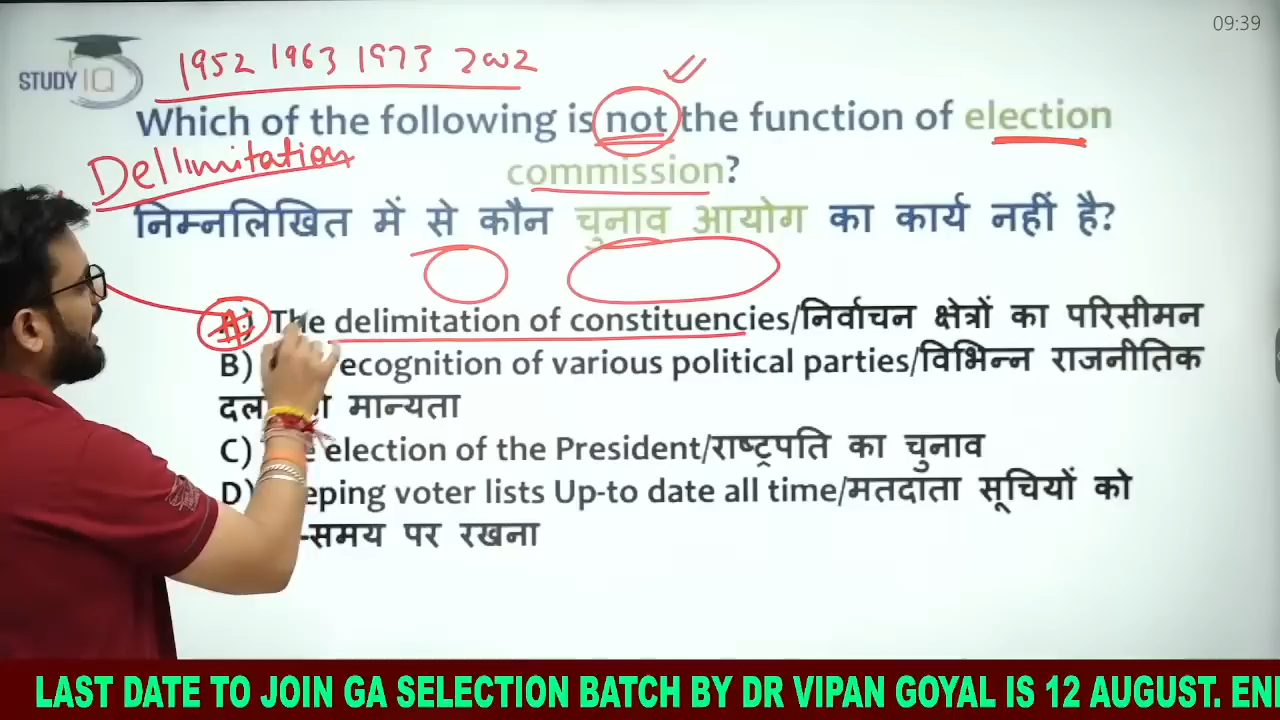 09:39
STUDY IQ
1952 1963 1973 2002
Which of the following is not the function of election
Dellimitation
commission?
निम्नलिखित में से कौन चुनाव आयोग का कार्य नहीं है?
A) The delimitation of constituencies/निर्वाचन क्षेत्रों का परिसीमन
B) ecognition of various political parties/विभिन्न राजनीतिक
मान्यता
C) election of the President/राष्ट्रपति का चुनाव
D) eping voter lists Up-to date all time/मतदाता सूचियों को
-समय पर रखना
LAST DATE TO JOIN GA SELECTION BATCH BY DR VIPAN GOYAL IS 12 AUGUST. EN